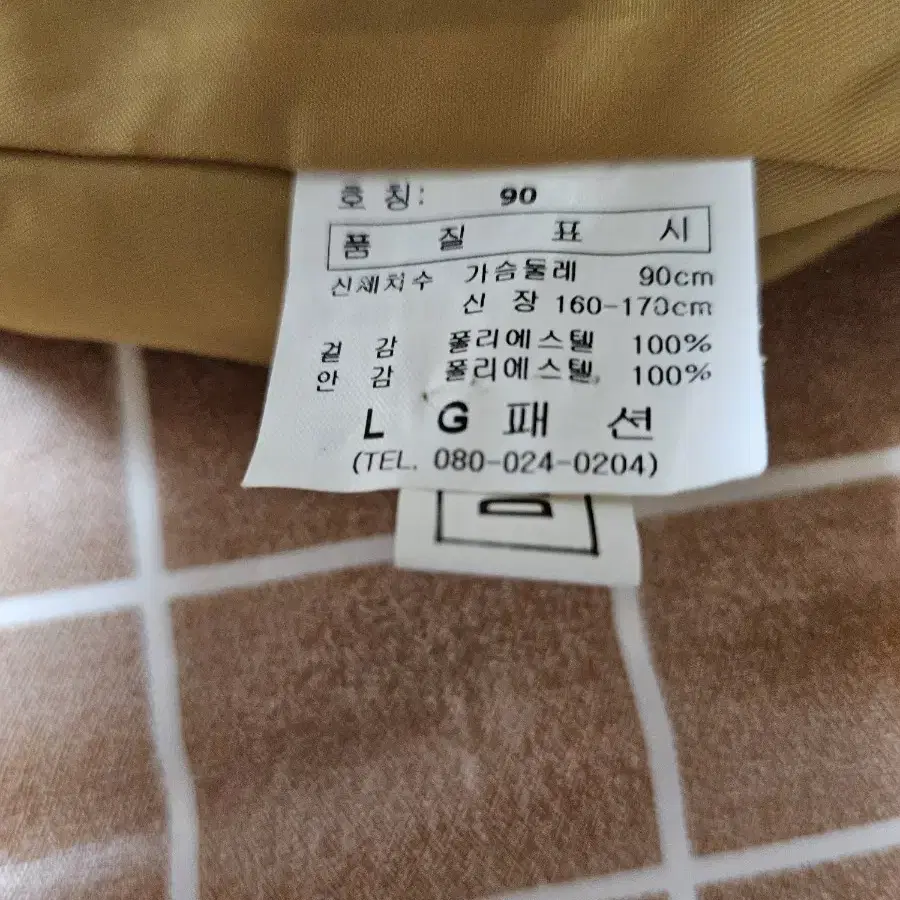 호 칭: 90
품 질 표 시
신체치수 가슴둘레 90cm
신 장 160-170cm
겉 감 폴리에스텔 100%
안 감 폴리에스텔 100%
L G 패 션
(TEL. 080-024-0204)